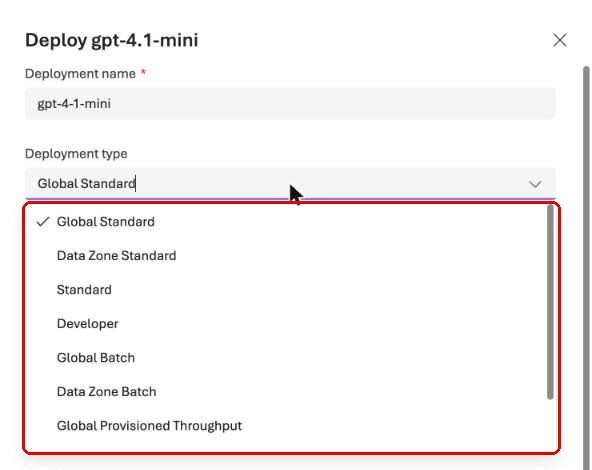 Deploy gpt-4.1-mini
Deployment name *
gpt-4-1-mini
Deployment type
Global Standard
Global Standard
Data Zone Standard
Standard
Developer
Global Batch
Data Zone Batch
Global Provisioned Throughput